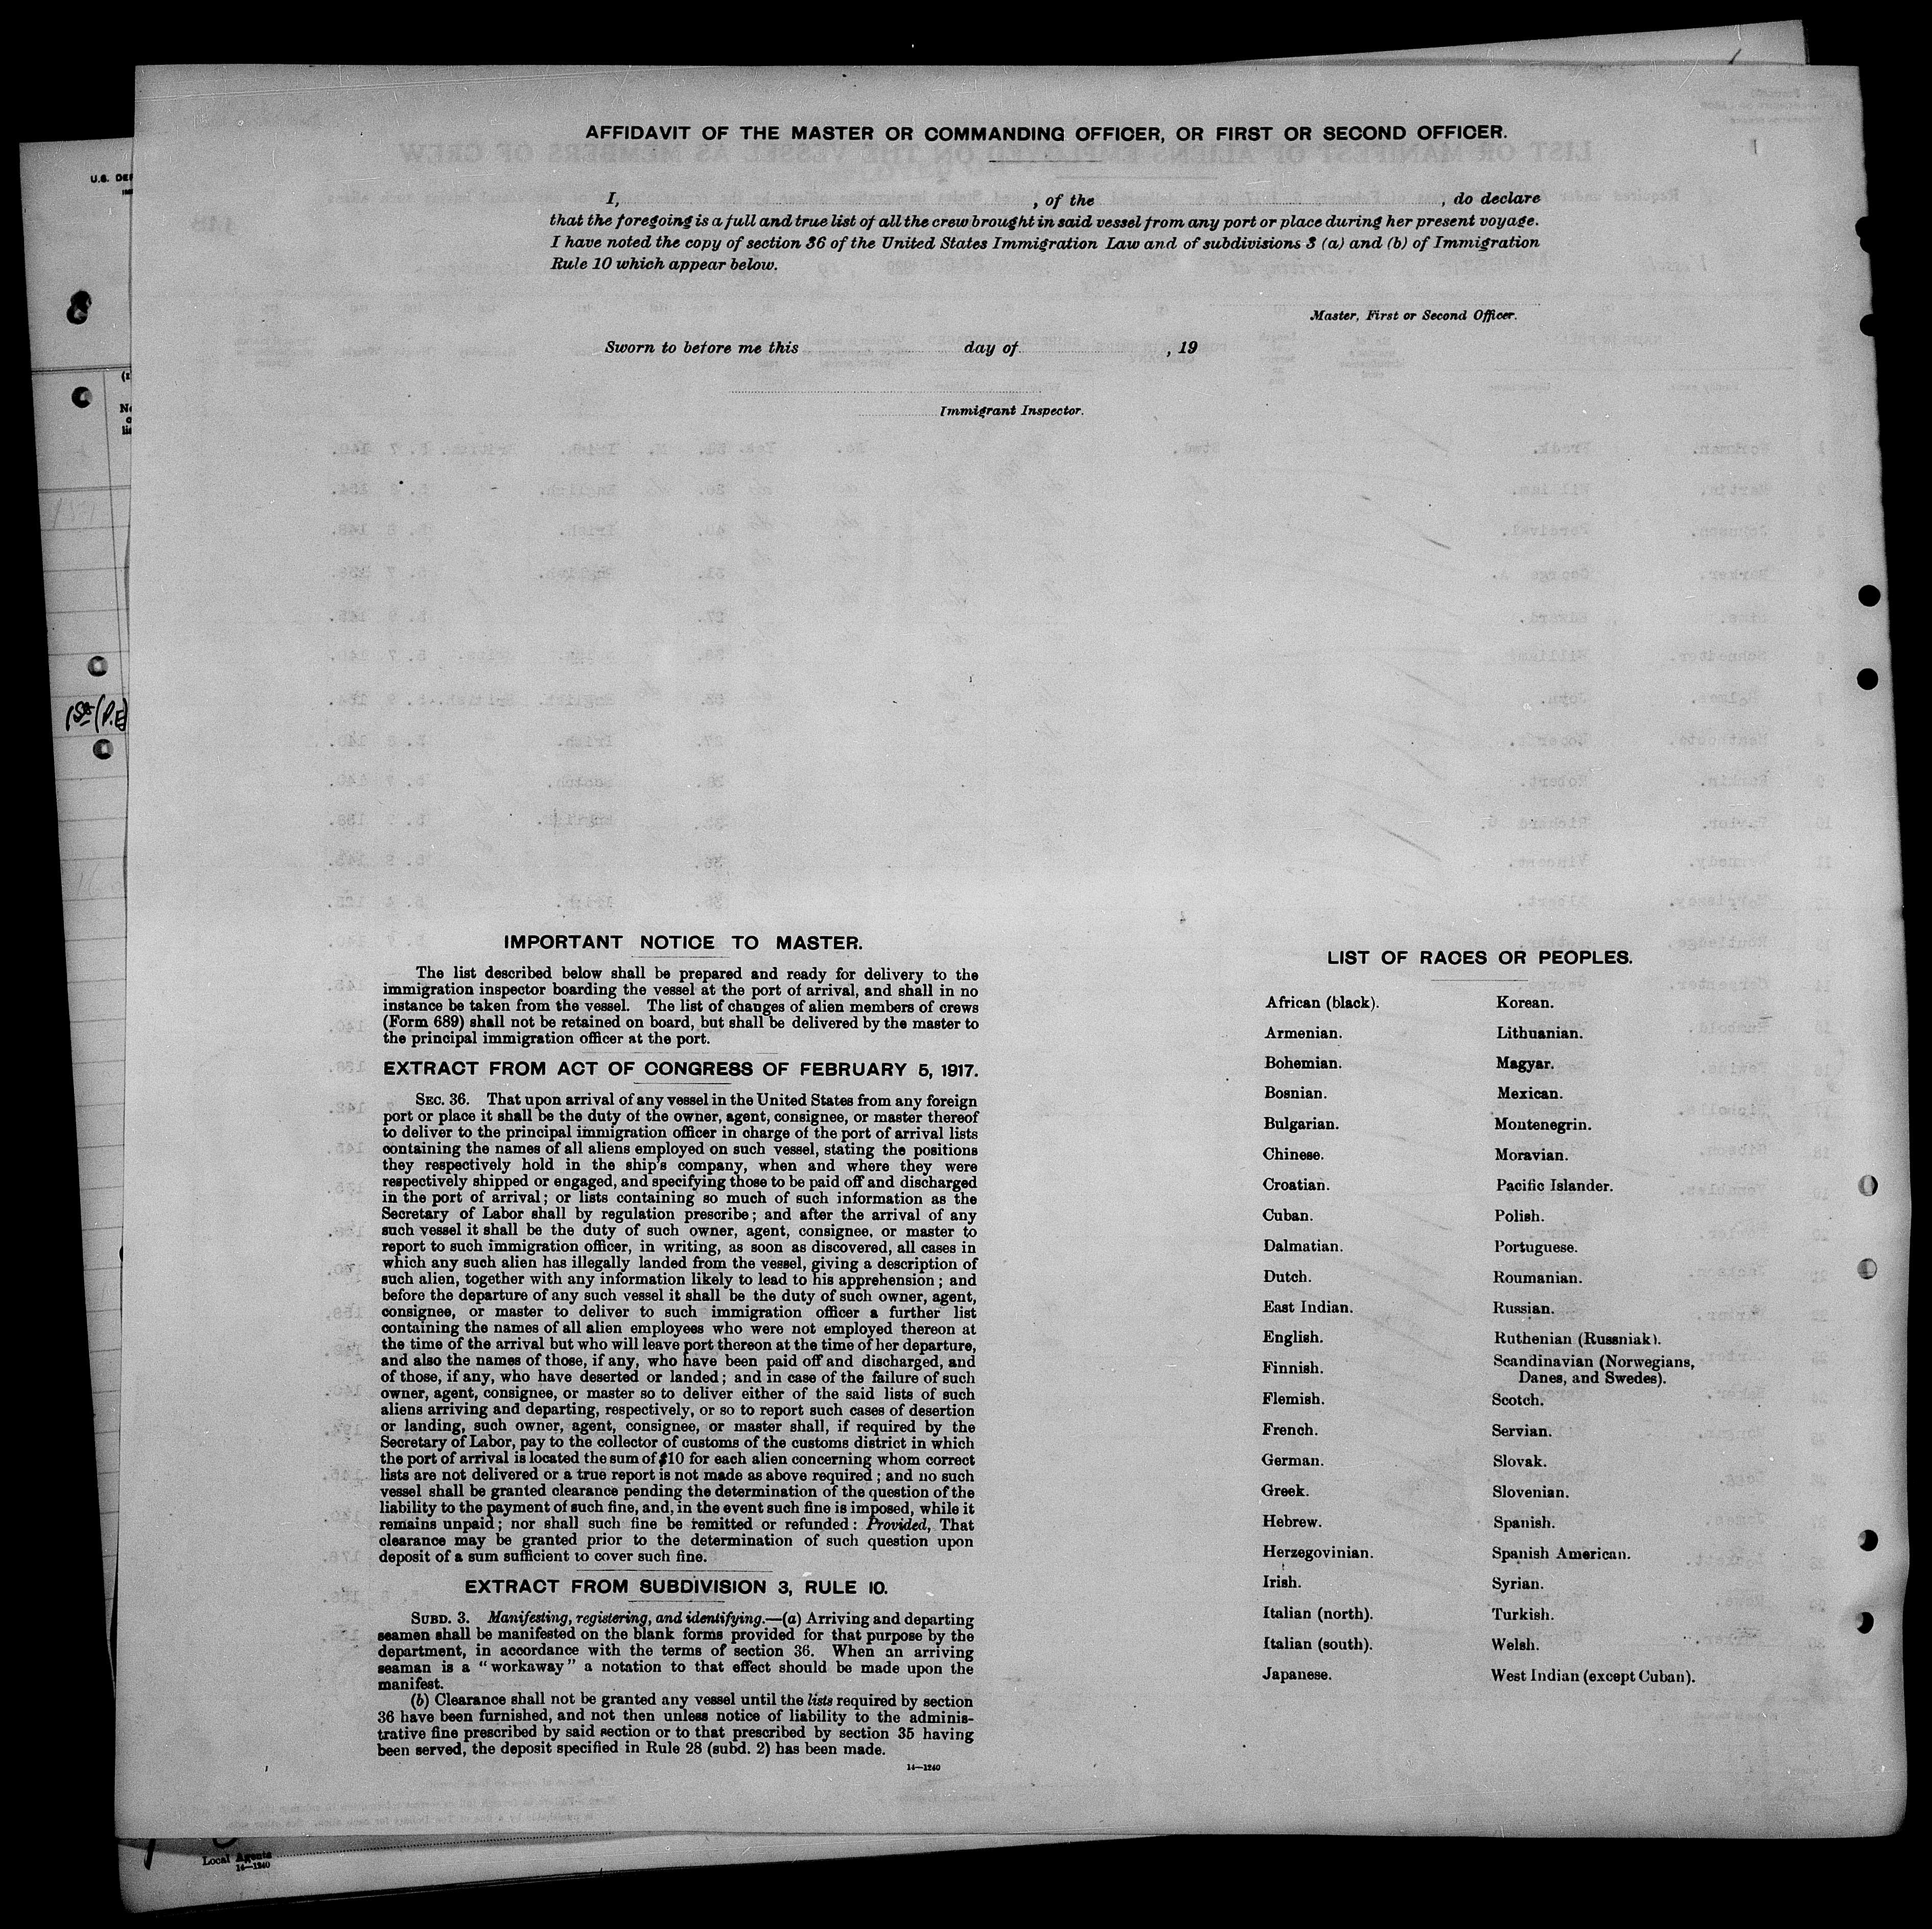 AFFIDAVIT OF THE MASTER OR COMMANDING OFFICER, OR FIRST OR SECOND OFFICER.
I, , of the , do declare
that the foregoing is a full and true list of all the crew brought in said vessel from any port or place during her present voyage.
I have noted the copy of section 36 of the United States Immigration Law and of subdivisions 3 (a) and (b) of Immigration
Rule 10 which appear below.
Master, First or Second Officer.
Sworn to before me this day of , 19
Immigrant Inspector.
IMPORTANT NOTICE TO MASTER.
The list described below shall be prepared and ready for delivery to the
immigration inspector boarding the vessel at the port of arrival, and shall in no
instance be taken from the vessel. The list of changes of alien members of crews
(Form 689) shall not be retained on board, but shall be delivered by the master to
the principal immigration officer at the port.
EXTRACT FROM ACT OF CONGRESS OF FEBRUARY 5, 1917.
SEC. 36. That upon arrival of any vessel in the United States from any foreign
port or place it shall be the duty of the owner, agent, consignee, or master thereof
to deliver to the principal immigration officer in charge of the port of arrival lists
containing the names of all aliens employed on such vessel, stating the positions
they respectively hold in the ship's company, when and where they were
respectively shipped or engaged, and specifying those to be paid off and discharged
in the port of arrival; or lists containing so much of such information as the
Secretary of Labor shall by regulation prescribe; and after the arrival of any
such vessel it shall be the duty of such owner, agent, consignee, or master to
report to such immigration officer, in writing, as soon as discovered, all cases in
which any such alien has illegally landed from the vessel, giving a description of
such alien, together with any information likely to lead to his apprehension; and
before the departure of any such vessel it shall be the duty of such owner, agent,
consignee, or master to deliver to such immigration officer a further list
containing the names of all alien employees who were not employed thereon at
the time of the arrival but who will leave port thereon at the time of her departure,
and also the names of those, if any, who have been paid off and discharged, and
of those, if any, who have deserted or landed; and in case of the failure of such
owner, agent, consignee, or master so to deliver either of the said lists of such
aliens arriving and departing, respectively, or so to report such cases of desertion
or landing, such owner, agent, consignee, or master shall, if required by the
Secretary of Labor, pay to the collector of customs of the customs district in which
the port of arrival is located the sum of $10 for each alien concerning whom correct
lists are not delivered or a true report is not made as above required; and no such
vessel shall be granted clearance pending the determination of the question of the
liability to the payment of such fine, and, in the event such fine is imposed, while it
remains unpaid; nor shall such fine be remitted or refunded: Provided, That
clearance may be granted prior to the determination of such question upon
deposit of a sum sufficient to cover such fine.
EXTRACT FROM SUBDIVISION 3, RULE 10.
SUBD. 3. Manifesting, registering, and identifying.—(a) Arriving and departing
seamen shall be manifested on the blank forms provided for that purpose by the
department, in accordance with the terms of section 36. When an arriving
seaman is a "workaway" a notation to that effect should be made upon the
manifest.
(b) Clearance shall not be granted any vessel until the lists required by section
36 have been furnished, and not then unless notice of liability to the adminis-
trative fine prescribed by said section or to that prescribed by section 35 having
been served, the deposit specified in Rule 28 (subd. 2) has been made.
14—1240
LIST OF RACES OR PEOPLES.
African (black).
Armenian.
Bohemian.
Bosnian.
Bulgarian.
Chinese.
Croatian.
Cuban.
Dalmatian.
Dutch.
East Indian.
English.
Finnish.
Flemish.
French.
German.
Greek.
Hebrew.
Herzegovinian.
Irish.
Italian (north).
Italian (south).
Japanese.
Korean.
Lithuanian.
Magyar.
Mexican.
Montenegrin.
Moravian.
Pacific Islander.
Polish.
Portuguese.
Roumanian.
Russian.
Ruthenian (Russniak).
Scandinavian (Norwegians,
Danes, and Swedes).
Scotch.
Servian.
Slovak.
Slovenian.
Spanish.
Spanish American.
Syrian.
Turkish.
Welsh.
West Indian (except Cuban).
U.S. DE
Local Agents
14—1240